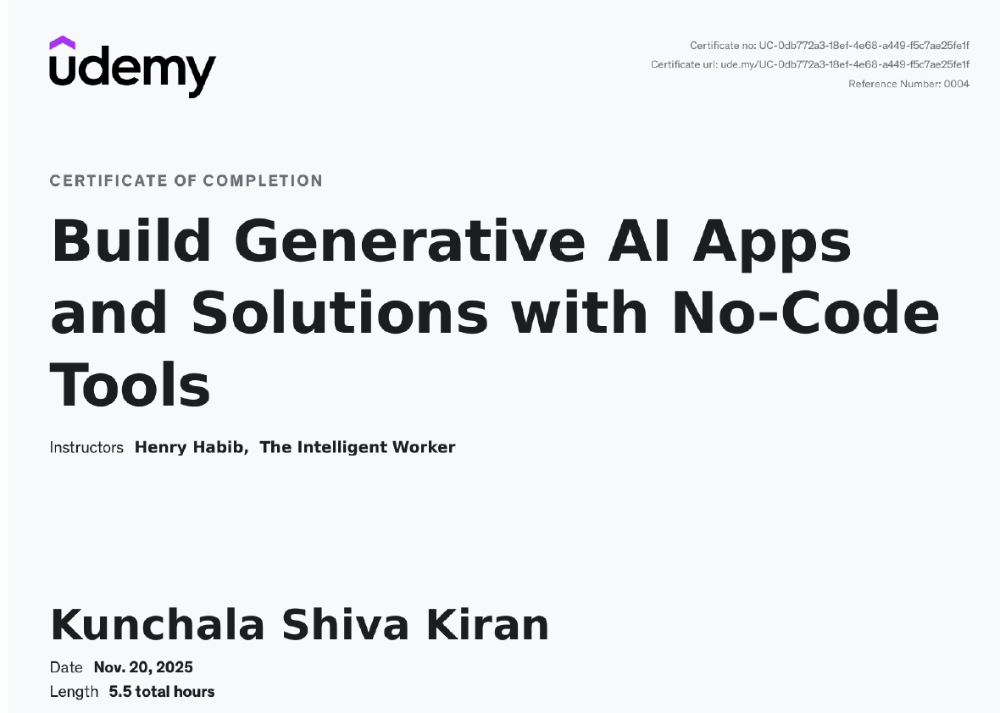 udemy
Certificate no: UC-0db772a3-18ef-4e68-a449-f5c7ae25fe1f
Certificate url: ude.my/UC-0db772a3-18ef-4e68-a449-f5c7ae25fe1f
Reference Number: 0004
CERTIFICATE OF COMPLETION
Build Generative AI Apps
and Solutions with No-Code
Tools
Instructors Henry Habib, The Intelligent Worker
Kunchala Shiva Kiran
Date Nov. 20, 2025
Length 5.5 total hours